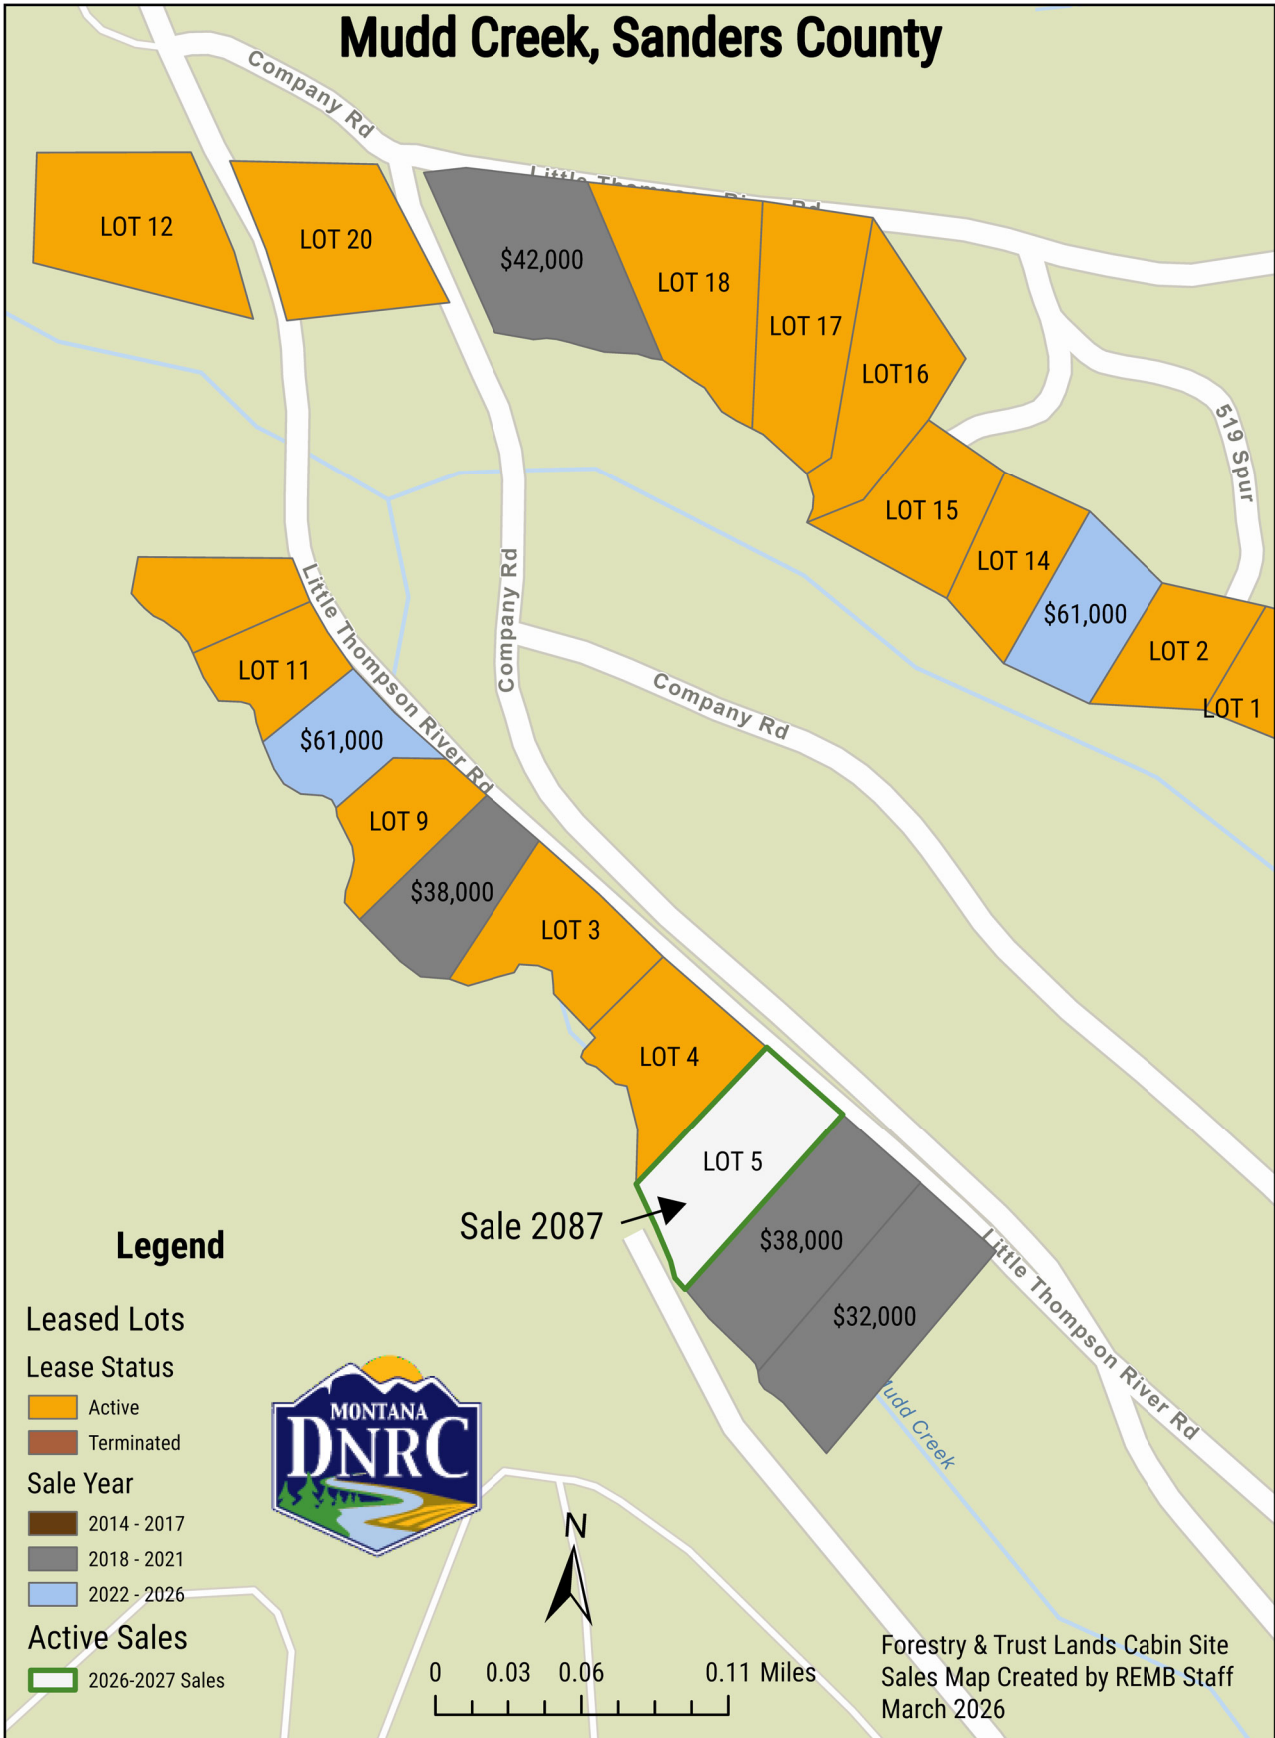 Mudd Creek, Sanders County
Company Rd
Little Thompson River Rd
LOT 12
LOT 20
$42,000
LOT 18
LOT 17
LOT16
519 Spur
LOT 15
LOT 14
$61,000
LOT 2
LOT 1
Little Thompson River Rd
Company Rd
Company Rd
LOT 11
$61,000
LOT 9
$38,000
LOT 3
LOT 4
LOT 5
Sale 2087
$38,000
$32,000
Little Thompson River Rd
Mudd Creek
Legend
Leased Lots
Lease Status
Active
Terminated
Sale Year
2014 - 2017
2018 - 2021
2022 - 2026
Active Sales
2026-2027 Sales
MONTANA
DNRC
N
0 0.03 0.06 0.11 Miles
Forestry & Trust Lands Cabin Site
Sales Map Created by REMB Staff
March 2026